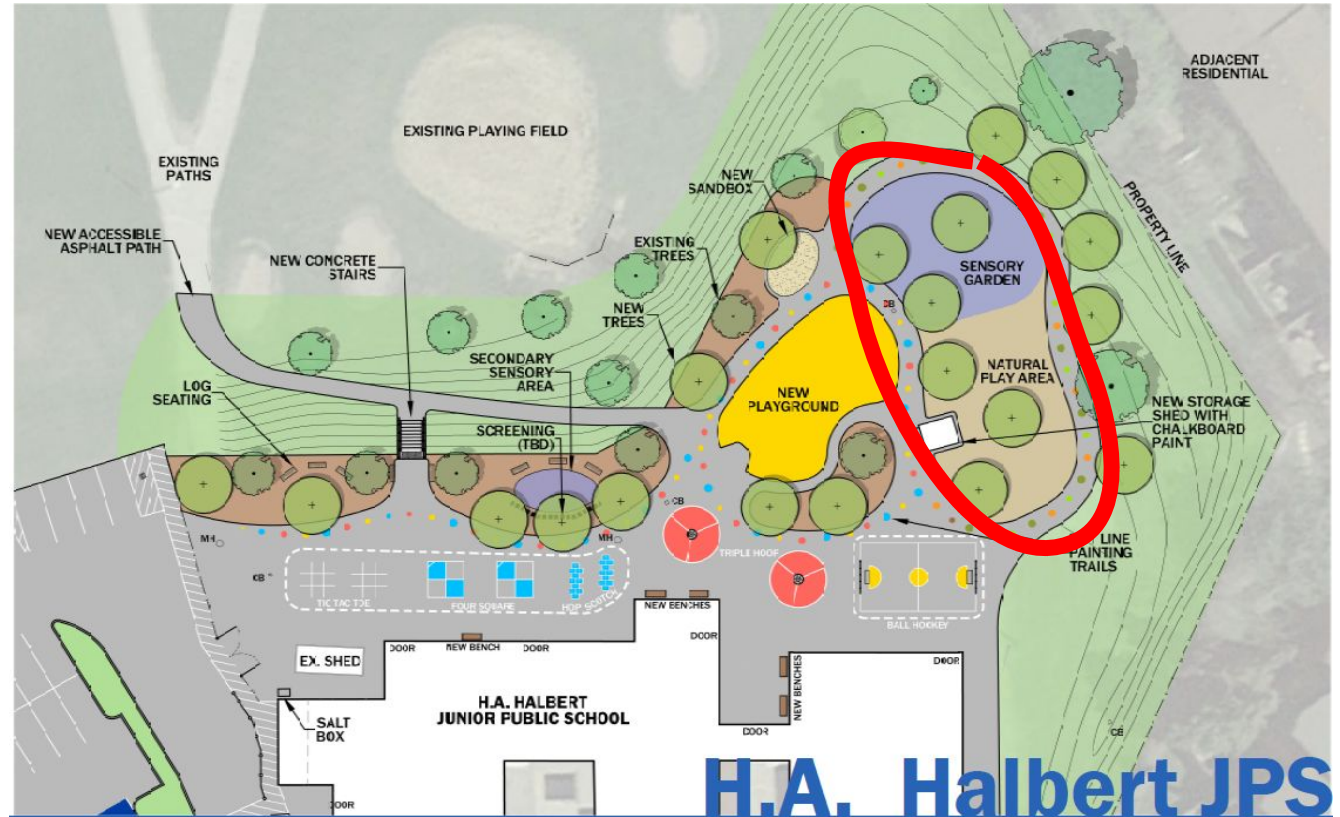 ADJACENT
RESIDENTIAL
EXISTING PLAYING FIELD
EXISTING
PATHS
NEW
SANDBOX
PROPERTY LINE
NEW ACCESSIBLE
ASPHALT PATH
EXISTING
TREES
NEW CONCRETE
STAIRS
SENSORY
GARDEN
CB
NEW
TREES
SECONDARY
SENSORY
AREA
NATURAL
PLAY AREA
LOG
SEATING
NEW
PLAYGROUND
NEW STORAGE
SHED WITH
CHALKBOARD
PAINT
SCREENING
(TBD)
CB
MH
MH
LINE
PAINTING
TRAILS
TRIPLE HOOF
CB
TIC TAC TOE
FOUR SQUARE
HOP SCOTCH
NEW BENCHES
BALL HOCKEY
DOOR
DOOR
NEW BENCH
DOOR
DOOR
EX. SHED
NEW BENCHES
H.A. HALBERT
JUNIOR PUBLIC SCHOOL
SALT
BOX
DOOR
CB
H.A. Halbert JPS